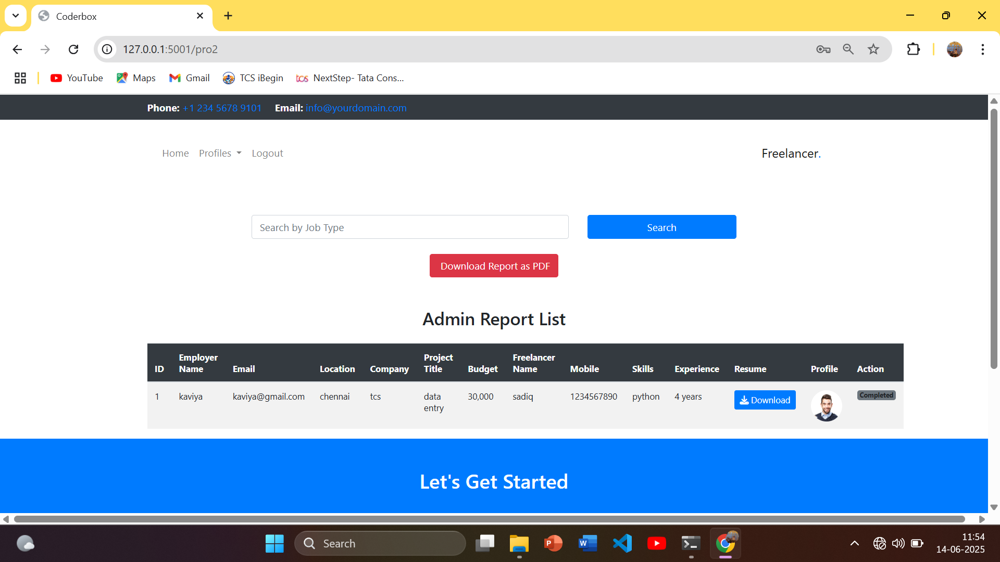 Coderbox
127.0.0.1:5001/pro2
YouTube Maps Gmail TCS iBegin tcs NextStep- Tata Cons...
Phone: +1 234 5678 9101 Email: info@yourdomain.com
Home Profiles Logout Freelancer.
Search by Job Type Search
Download Report as PDF
Admin Report List
ID Employer Name Email Location Company Project Title Budget Freelancer Name Mobile Skills Experience Resume Profile Action
1 kaviya kaviya@gmail.com chennai tcs data entry 30,000 sadiq 1234567890 python 4 years Download Completed
Let's Get Started
Search
11:54
14-06-2025